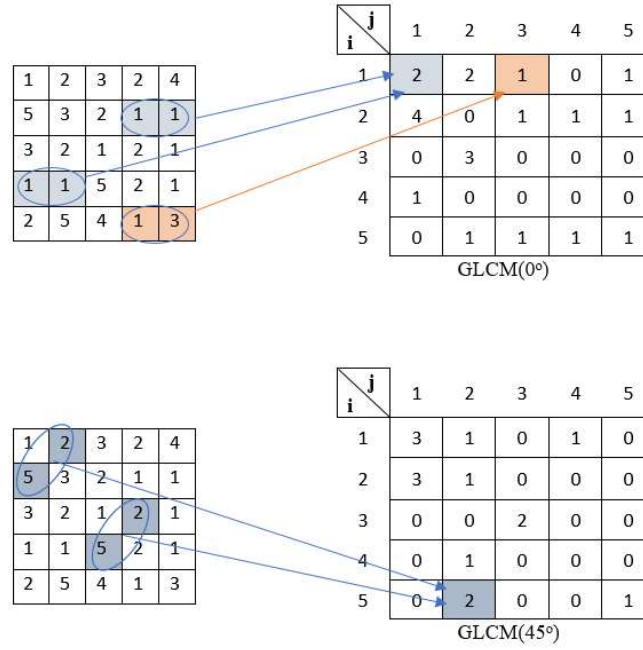 j
i
1 2 3 4 5
1 2 2 1 0 1
2 4 0 1 1 1
3 0 3 0 0 0
4 1 0 0 0 0
5 0 1 1 1 1
GLCM(0°)
1 2 3 2 4
5 3 2 1 1
3 2 1 2 1
1 1 5 2 1
2 5 4 1 3
j
i
1 2 3 4 5
1 3 1 0 1 0
2 3 1 0 0 0
3 0 0 2 0 0
4 0 1 0 0 0
5 0 2 0 0 1
GLCM(45°)
1 2 3 2 4
5 3 2 1 1
3 2 1 2 1
1 1 5 2 1
2 5 4 1 3